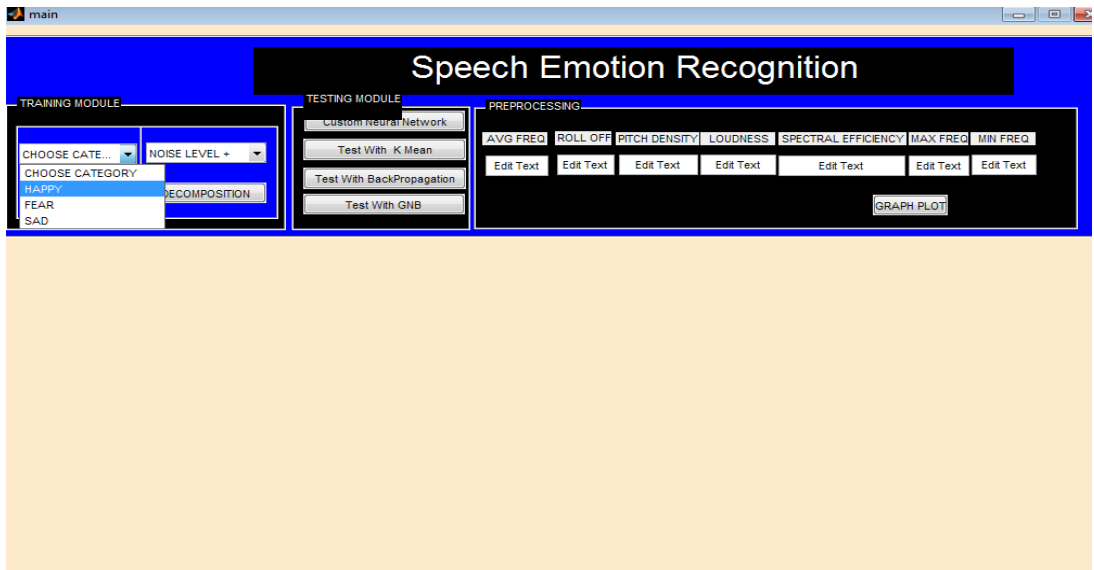 main
Speech Emotion Recognition
TRAINING MODULE
CHOOSE CATE...
NOISE LEVEL +
CHOOSE CATEGORY
HAPPY
FEAR
SAD
DECOMPOSITION
TESTING MODULE
Custom Neural Network
Test With K Mean
Test With BackPropagation
Test With GNB
PREPROCESSING
AVG FREQ ROLL OFF PITCH DENSITY LOUDNESS SPECTRAL EFFICIENCY MAX FREQ MIN FREQ
Edit Text Edit Text Edit Text Edit Text Edit Text Edit Text Edit Text
GRAPH PLOT